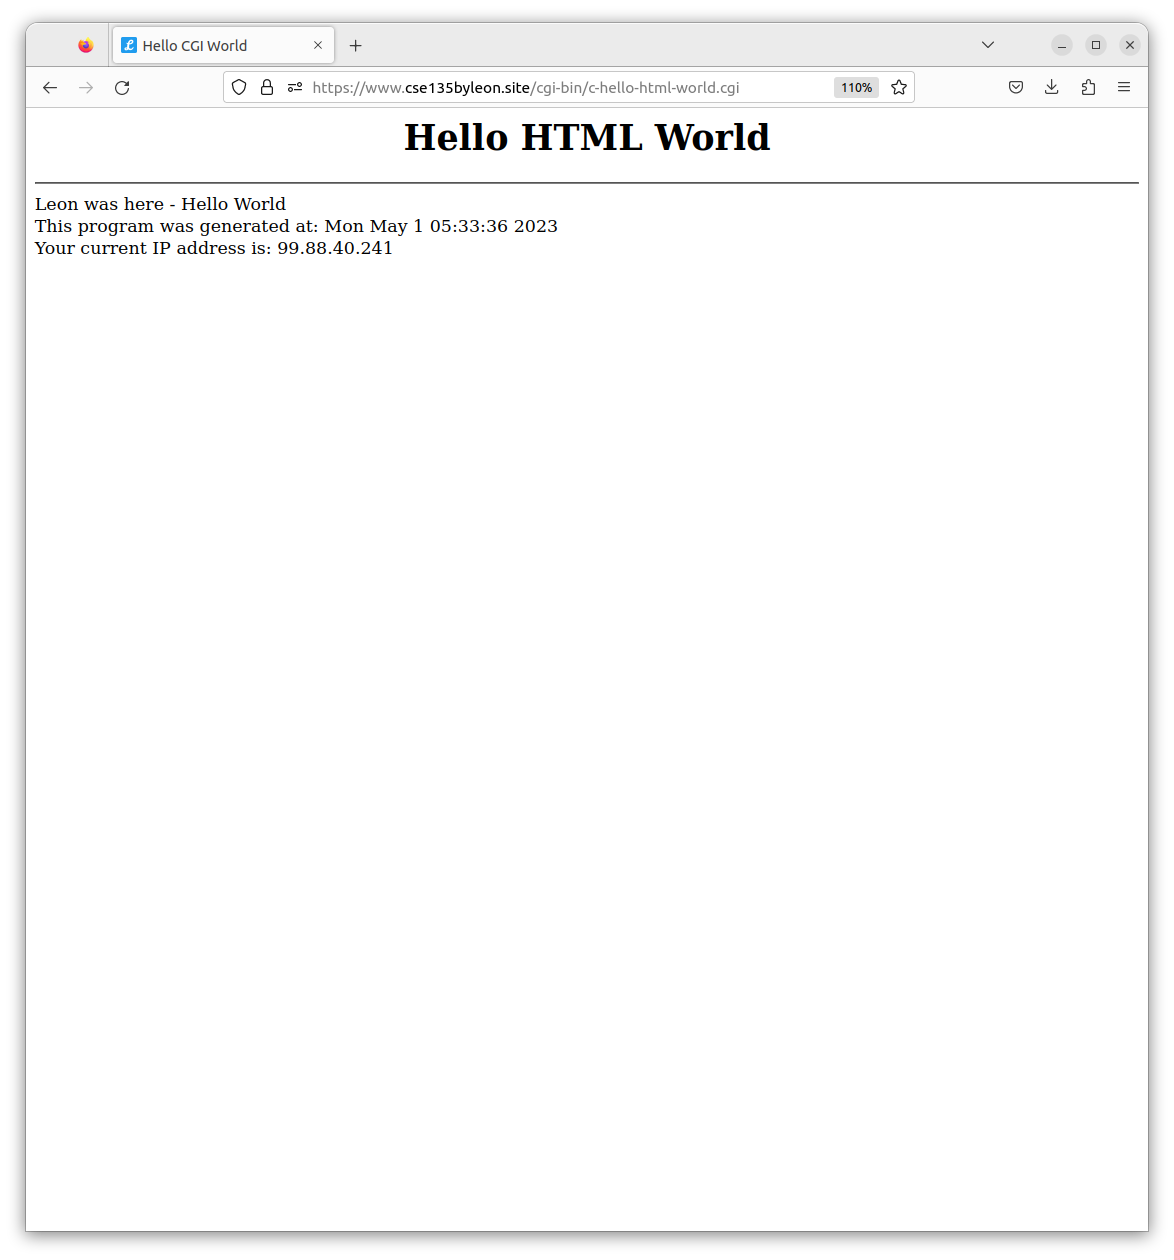 Hello CGI World
https://www.cse135byleon.site/cgi-bin/c-hello-html-world.cgi
110%
Hello HTML World
Leon was here - Hello World
This program was generated at: Mon May 1 05:33:36 2023
Your current IP address is: 99.88.40.241